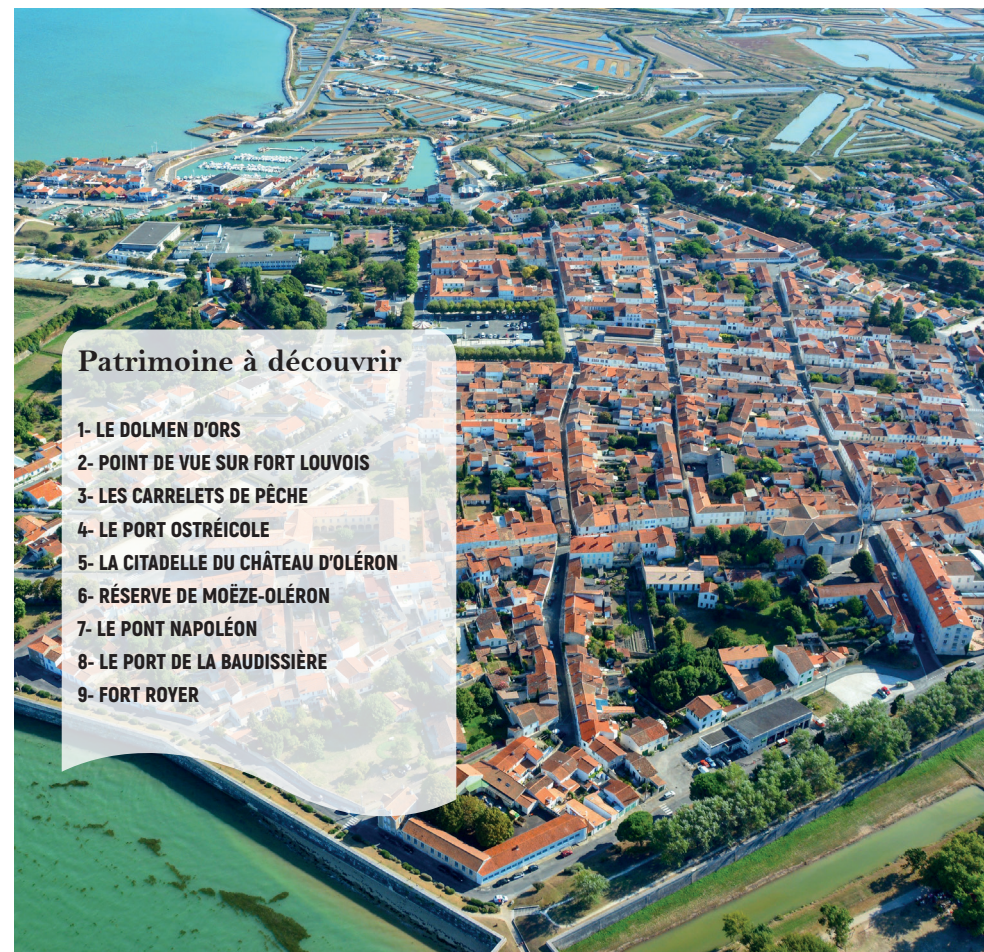 Patrimoine à découvrir
1- LE DOLMEN D'ORS
2- POINT DE VUE SUR FORT LOUVOIS
3- LES CARRELETS DE PÊCHE
4- LE PORT OSTRÉICOLE
5- LA CITADELLE DU CHÂTEAU D'OLÉRON
6- RÉSERVE DE MOËZE-OLÉRON
7- LE PONT NAPOLÉON
8- LE PORT DE LA BAUDISSIÈRE
9- FORT ROYER